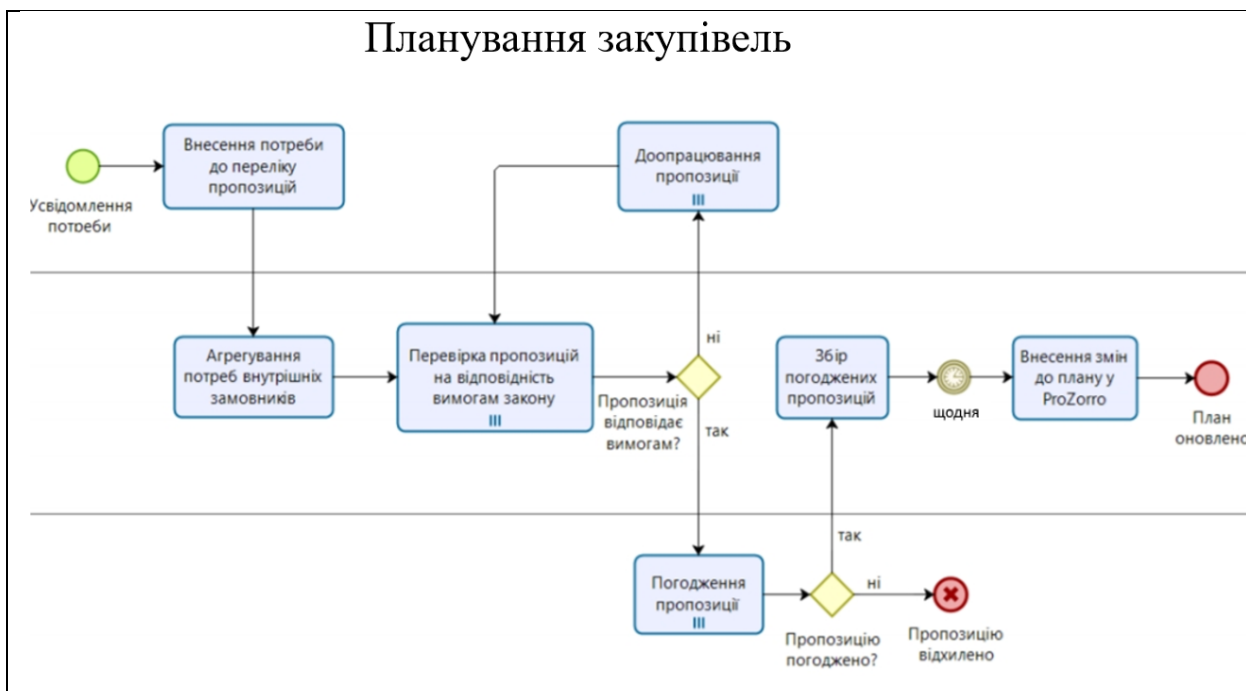 Планування закупівель
Внесення потреби
до переліку
пропозицій
Усвідомлення
потреби
Доопрацювання
пропозиції
ні
Агрегування
потреб внутрішніх
замовників
Перевірка пропозицій
на відповідність
вимогам закону
Пропозиція
відповідає
вимогам?
так
Збір
погоджених
пропозицій
щодня
Внесення змін
до плану у
ProZorro
План
оновлено
Погодження
пропозиції
так
ні
Пропозицію
погоджено?
Пропозицію
відхилено